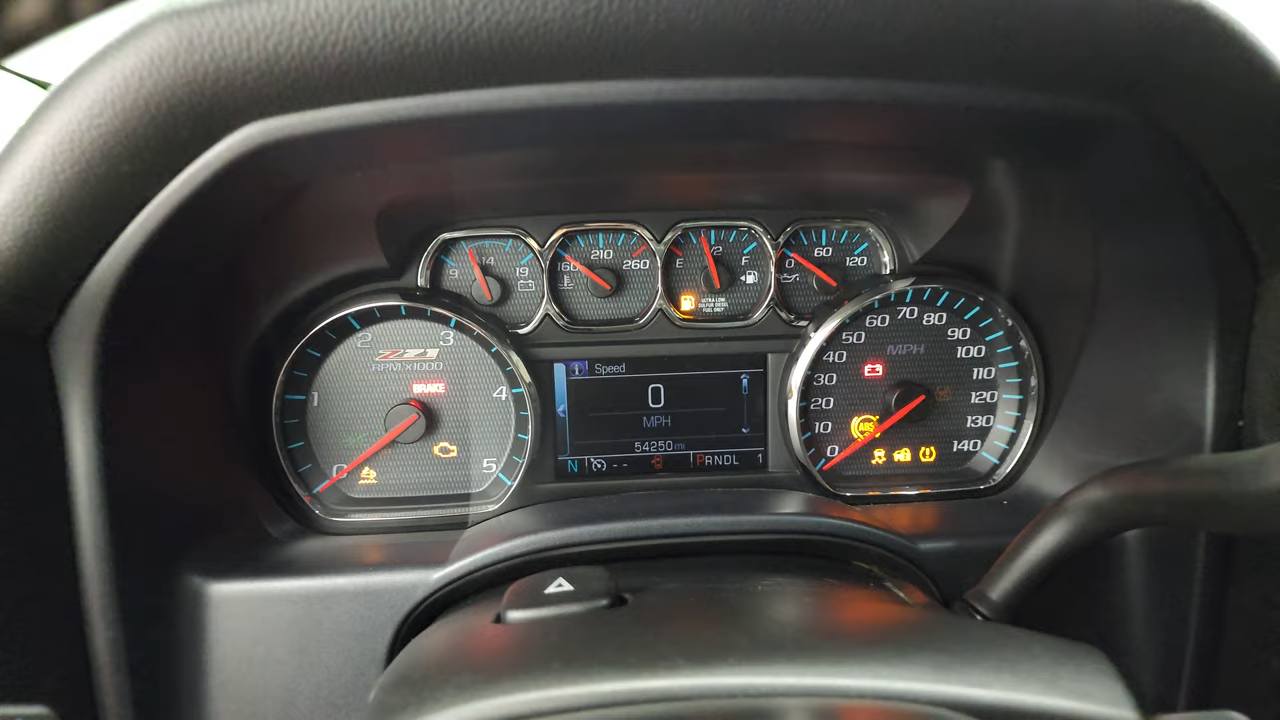 9 14 19
160 210 260
E 1/2 F
ULTRA LOW
SULFUR DIESEL
FUEL ONLY
0 60 120
Z71
RPM X1000
0 1 2 3 4 5
BRAKE
Speed
0
MPH
54250 mi
N -- PRNDL 1
MPH
0 10 20 30 40 50 60 70 80 90 100 110 120 130 140
ABS